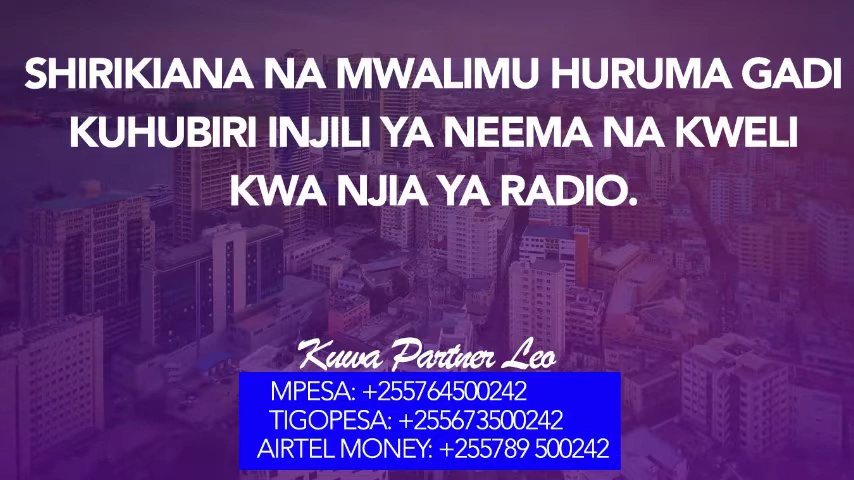 SHIRIKIANA NA MWALIMU HURUMA GADI
KUHUBIRI INJILI YA NEEMA NA KWELI
KWA NJIA YA RADIO.
Kuwa Partner Leo
MPESA: +255764500242
TIGOPESA: +255673500242
AIRTEL MONEY: +255789 500242